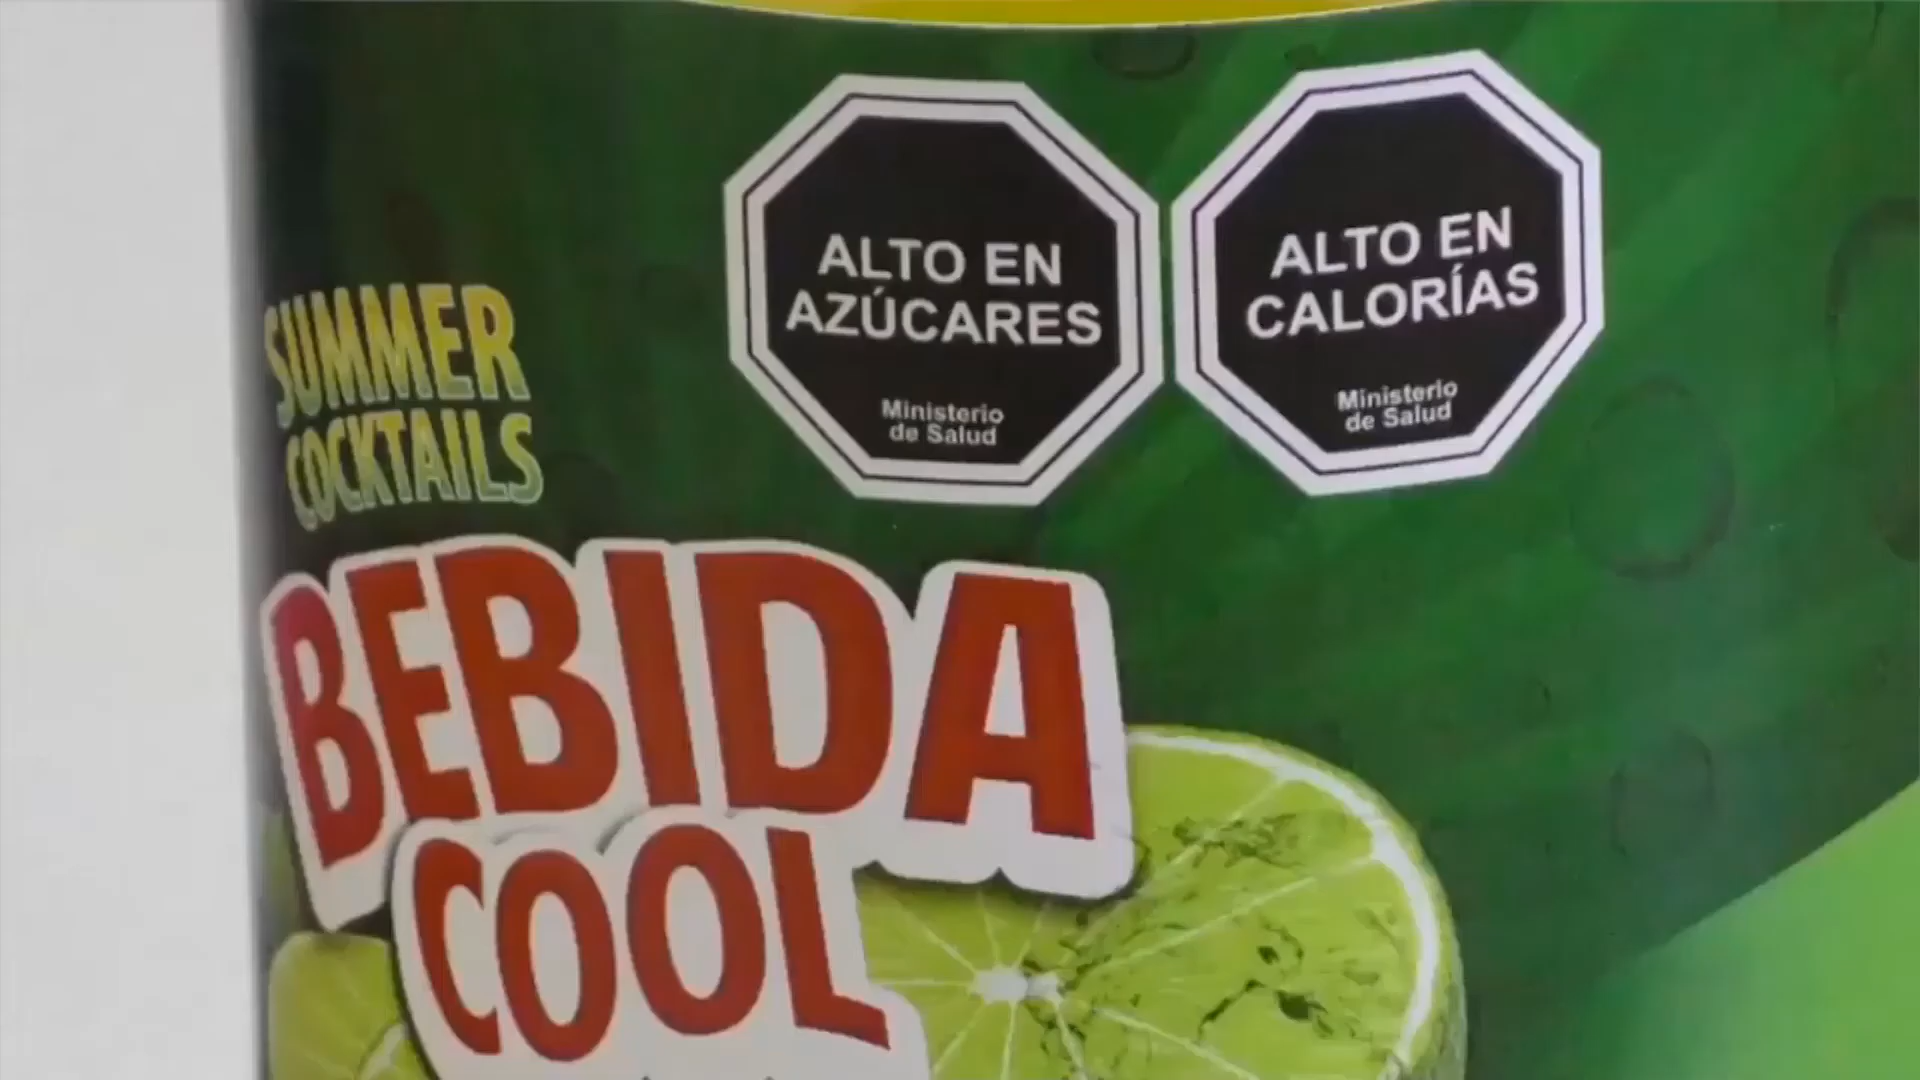 ALTO EN
AZÚCARES
Ministerio
de Salud
ALTO EN
CALORÍAS
Ministerio
de Salud
SUMMER
COCKTAILS
BEBIDA
COOL